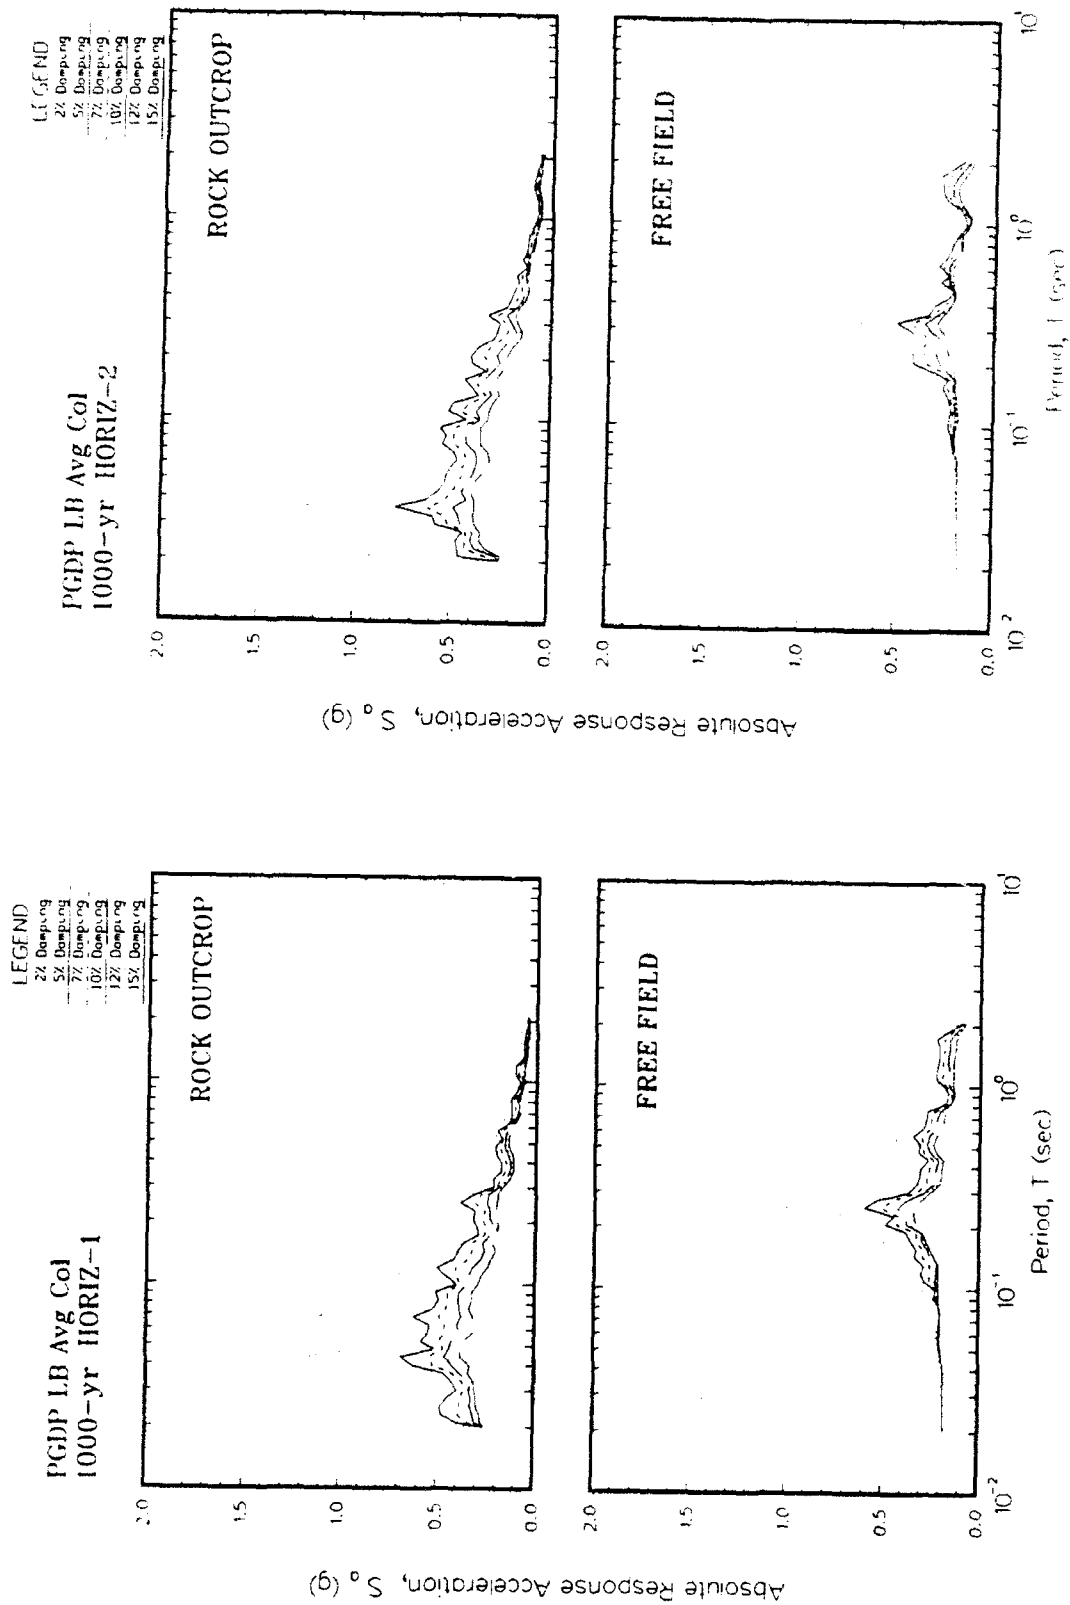 PGDP LB Avg Col
1000-yr HORIZ-1
LEGEND
2% Damping
5% Damping
7% Damping
10% Damping
12% Damping
15% Damping
ROCK OUTCROP
2.0
1.5
1.0
0.5
0.0
FREE FIELD
2.0
1.5
1.0
0.5
0.0
10⁻²
10⁻¹
10⁰
10¹
Period, T (sec)
Absolute Response Acceleration, S a (g)
PGDP LB Avg Col
1000-yr HORIZ-2
LEGEND
2% Damping
5% Damping
7% Damping
10% Damping
12% Damping
15% Damping
ROCK OUTCROP
2.0
1.5
1.0
0.5
0.0
FREE FIELD
2.0
1.5
1.0
0.5
0.0
10⁻²
10⁻¹
10⁰
10¹
Period, T (sec)
Absolute Response Acceleration, S a (g)